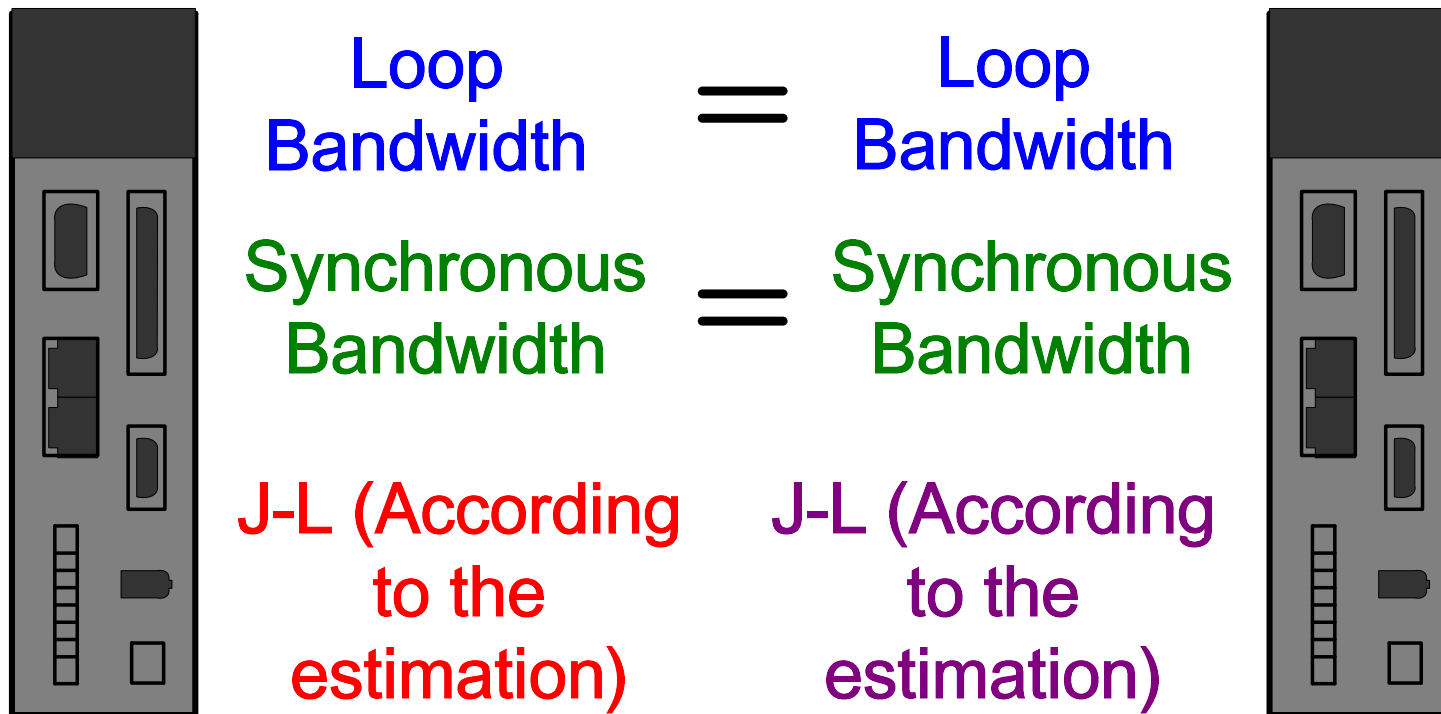 Loop = Loop
Bandwidth Bandwidth
Synchronous = Synchronous
Bandwidth Bandwidth
J-L (According J-L (According
to the to the
estimation) estimation)